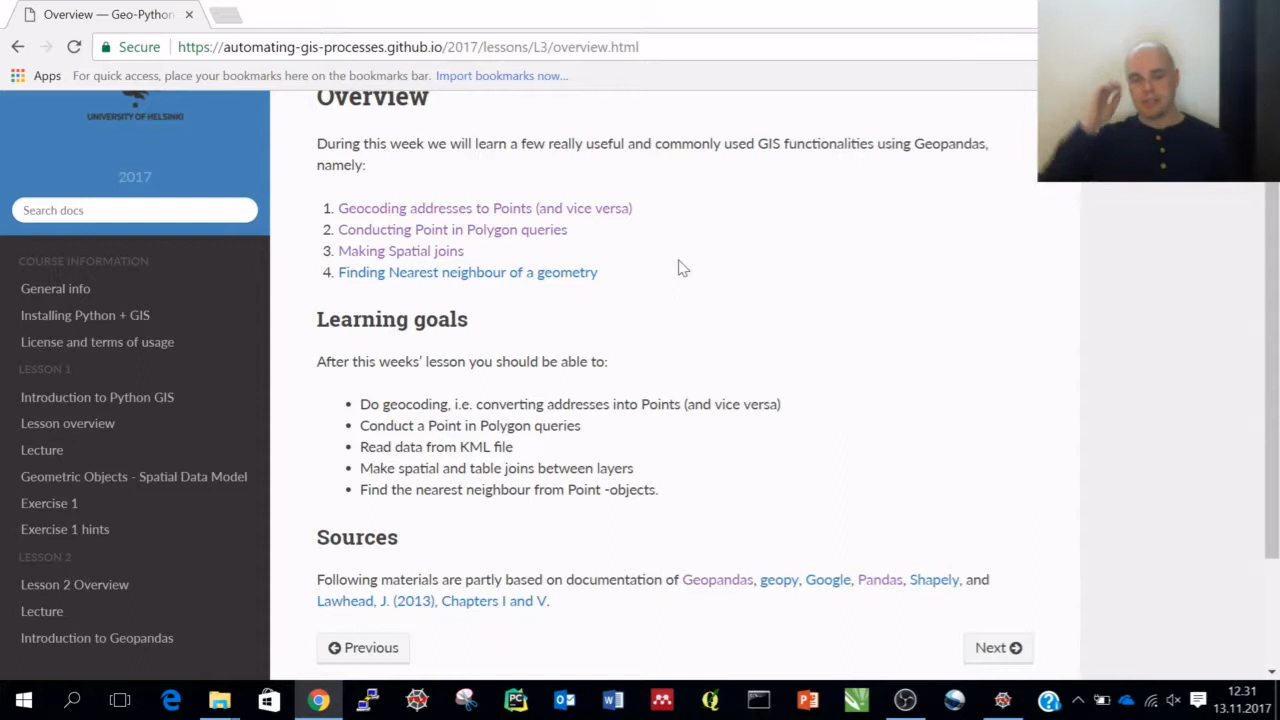 Overview — Geo-Python
Secure https://automating-gis-processes.github.io/2017/lessons/L3/overview.html
Apps For quick access, place your bookmarks here on the bookmarks bar. Import bookmarks now...
UNIVERSITY OF HELSINKI
2017
Search docs
COURSE INFORMATION
General info
Installing Python + GIS
License and terms of usage
LESSON 1
Introduction to Python GIS
Lesson overview
Lecture
Geometric Objects - Spatial Data Model
Exercise 1
Exercise 1 hints
LESSON 2
Lesson 2 Overview
Lecture
Introduction to Geopandas
Overview
During this week we will learn a few really useful and commonly used GIS functionalities using Geopandas,
namely:
1. Geocoding addresses to Points (and vice versa)
2. Conducting Point in Polygon queries
3. Making Spatial joins
4. Finding Nearest neighbour of a geometry
Learning goals
After this weeks’ lesson you should be able to:
• Do geocoding, i.e. converting addresses into Points (and vice versa)
• Conduct a Point in Polygon queries
• Read data from KML file
• Make spatial and table joins between layers
• Find the nearest neighbour from Point -objects.
Sources
Following materials are partly based on documentation of Geopandas, geopy, Google, Pandas, Shapely, and
Lawhead, J. (2013), Chapters I and V.
Previous
Next
12.31
13.11.2017